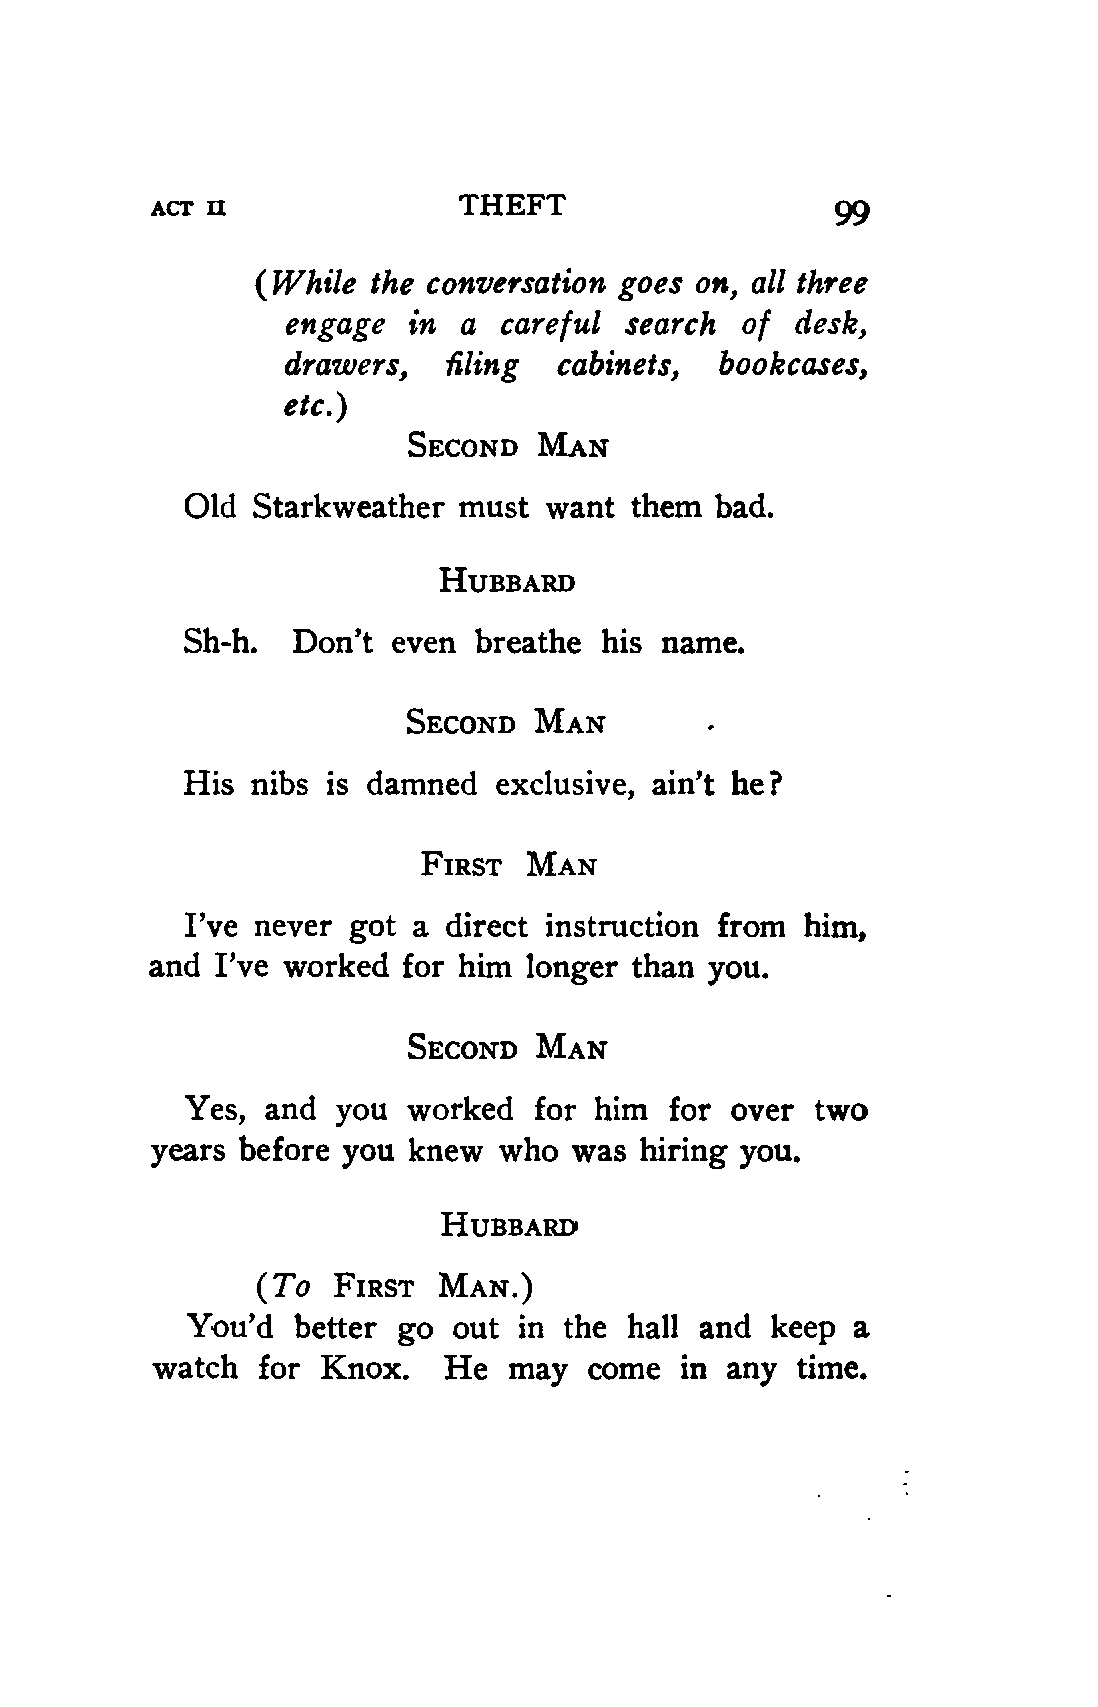 ACT II THEFT 99
(While the conversation goes on, all three
engage in a careful search of desk,
drawers, filing cabinets, bookcases,
etc.)
SECOND MAN
Old Starkweather must want them bad.
HUBBARD
Sh-h. Don't even breathe his name.
SECOND MAN
His nibs is damned exclusive, ain't he?
FIRST MAN
I've never got a direct instruction from him,
and I've worked for him longer than you.
SECOND MAN
Yes, and you worked for him for over two
years before you knew who was hiring you.
HUBBARD
(To FIRST MAN.)
You'd better go out in the hall and keep a
watch for Knox. He may come in any time.